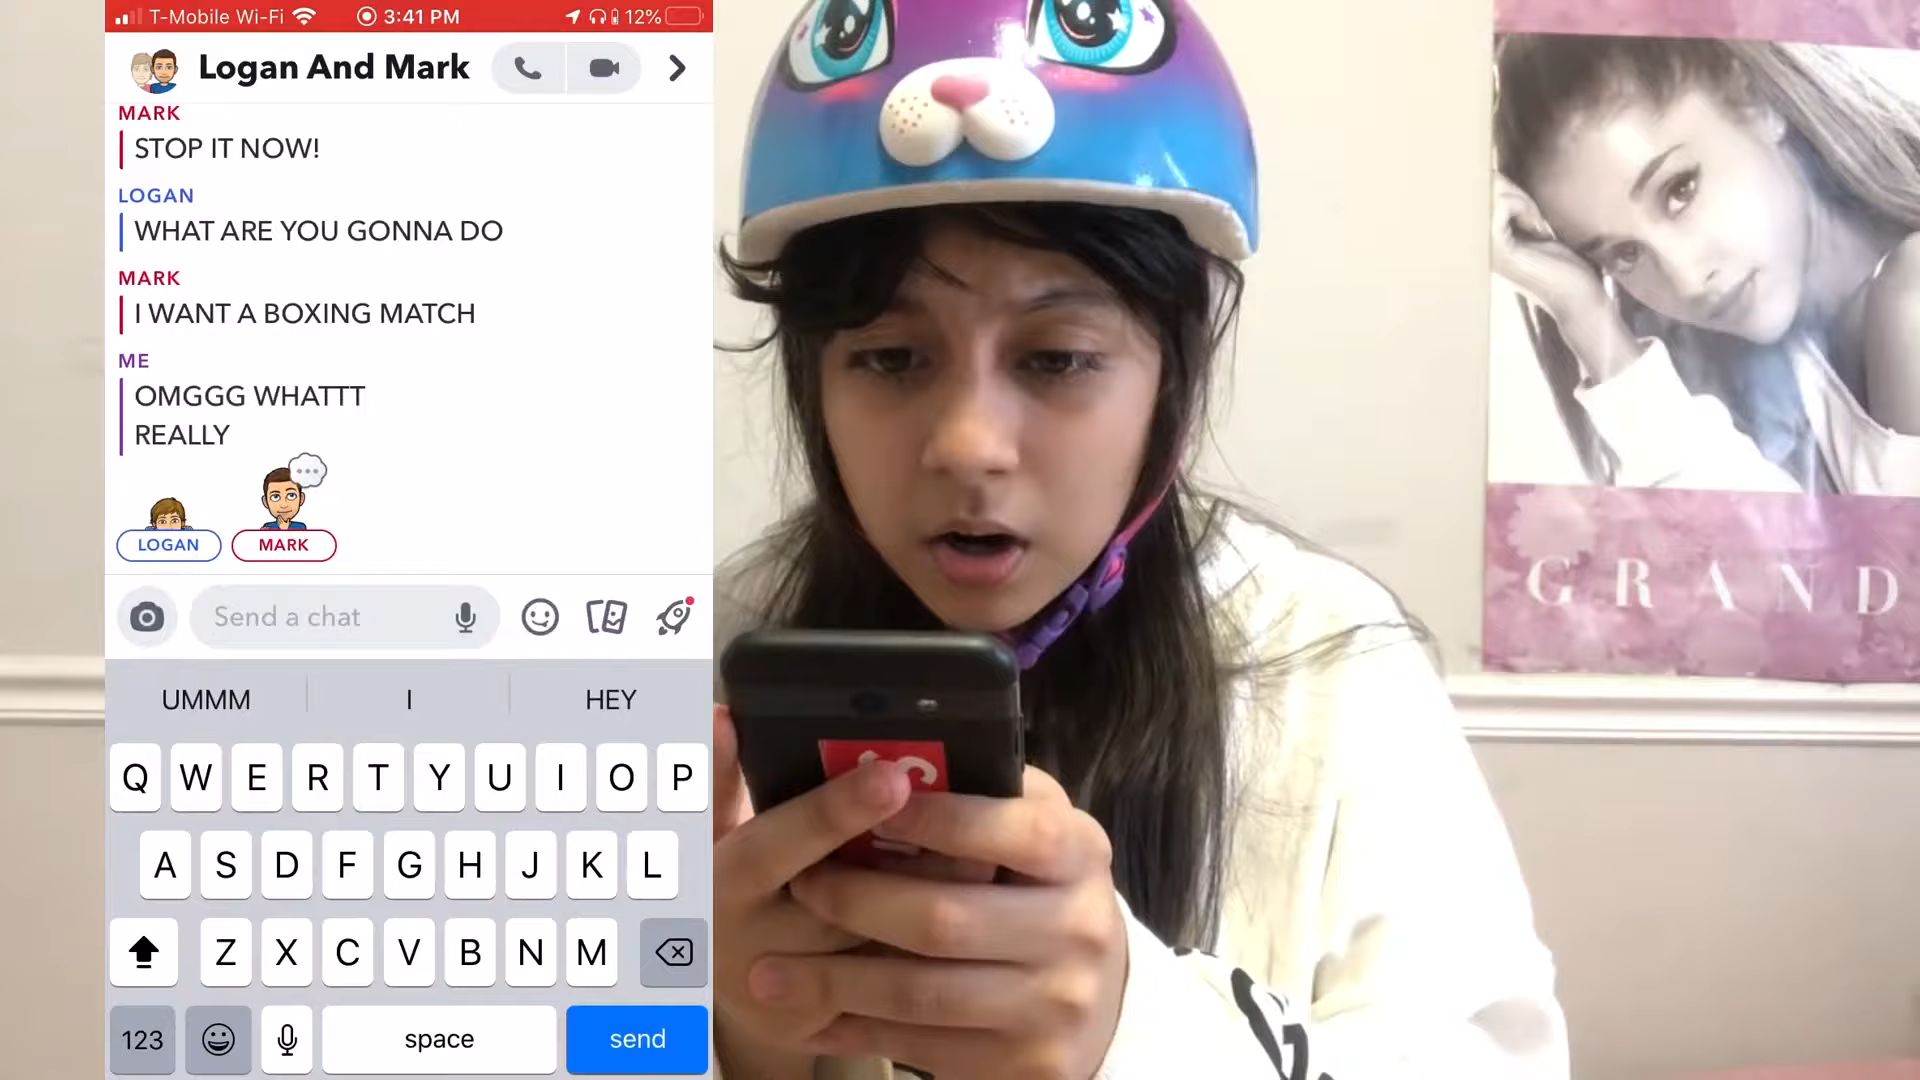 T-Mobile Wi-Fi 3:41 PM 12%
Logan And Mark
MARK
STOP IT NOW!
LOGAN
WHAT ARE YOU GONNA DO
MARK
I WANT A BOXING MATCH
ME
OMGGG WHATTT
REALLY
LOGAN MARK
Send a chat
UMMM I HEY
Q W E R T Y U I O P
A S D F G H J K L
Z X C V B N M
123 space send
GRAND